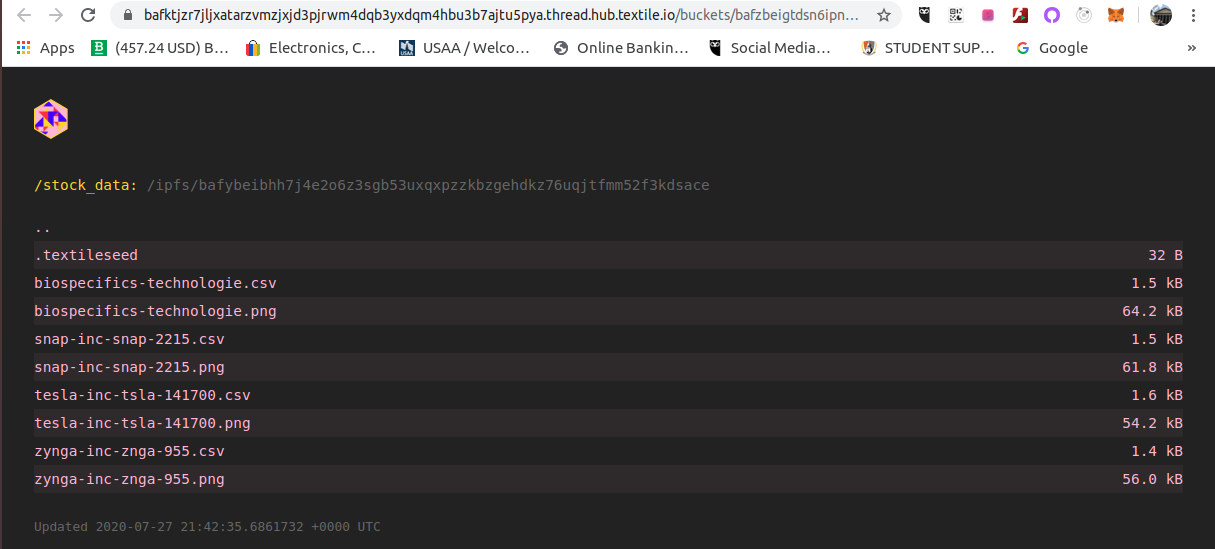 bafktjzr7jljxatarzvmzjxjd3pjrwm4dqb3yxdqm4hbu3b7ajtu5pya.thread.hub.textile.io/buckets/bafzbeigtdsn6ipn...
Apps (457.24 USD) B... Electronics, C... USAA / Welco... Online Bankin... Social Media... STUDENT SUP... Google »
/stock_data: /ipfs/bafybeibhh7j4e2o6z3sgb53uxqxpzzkbzgehdkz76uqjtfmm52f3kdsace
..
.textileseed 32 B
biospecifics-technologie.csv 1.5 kB
biospecifics-technologie.png 64.2 kB
snap-inc-snap-2215.csv 1.5 kB
snap-inc-snap-2215.png 61.8 kB
tesla-inc-tsla-141700.csv 1.6 kB
tesla-inc-tsla-141700.png 54.2 kB
zynga-inc-znga-955.csv 1.4 kB
zynga-inc-znga-955.png 56.0 kB
Updated 2020-07-27 21:42:35.6861732 +0000 UTC